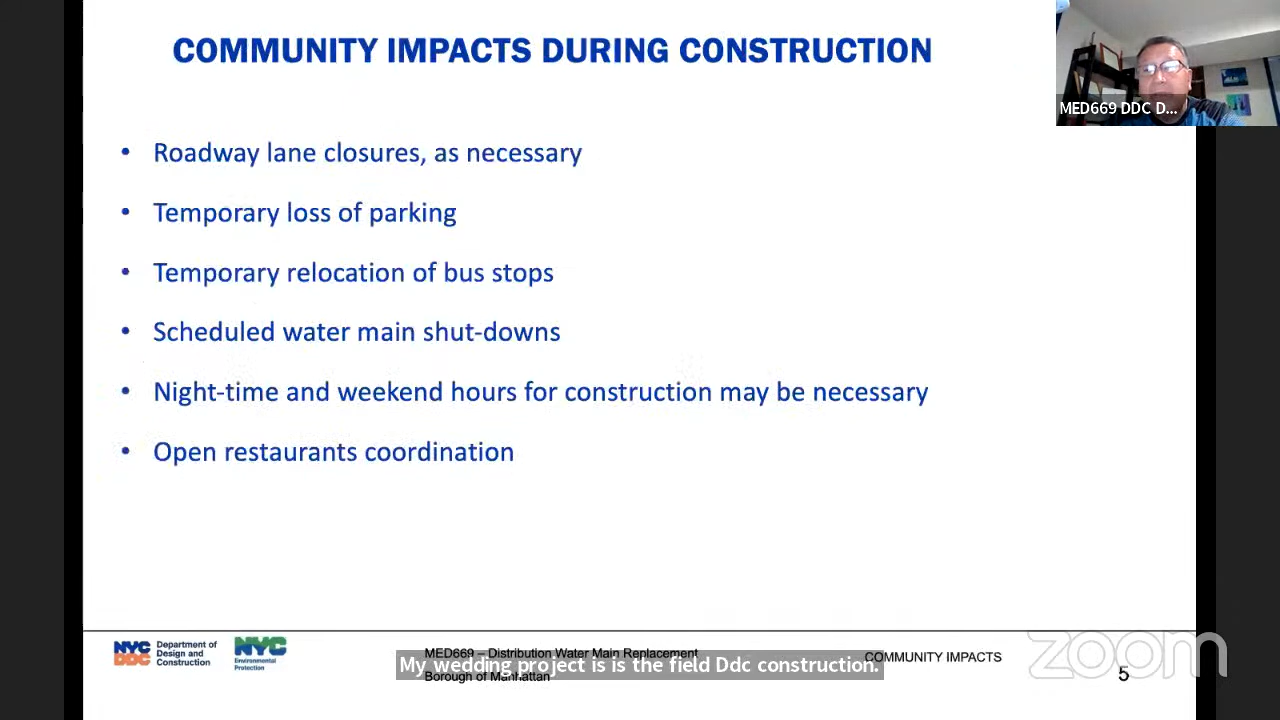 COMMUNITY IMPACTS DURING CONSTRUCTION
MED669 DDC D...
• Roadway lane closures, as necessary
• Temporary loss of parking
• Temporary relocation of bus stops
• Scheduled water main shut-downs
• Night-time and weekend hours for construction may be necessary
• Open restaurants coordination
NYC DDC
Department of
Design and
Construction
NYC
Environmental
Protection
MED669 – Distribution Water Main Replacement
My wedding project is is the field Ddc construction.
Borough of Manhattan
COMMUNITY IMPACTS
5
zoom